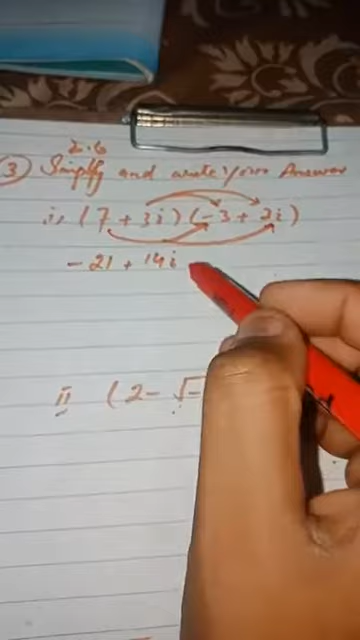 2.6
③ Simplify and write your Answer
i, (7 + 3i)(-3 + 2i)
-21 + 14i
ii (2 - √-